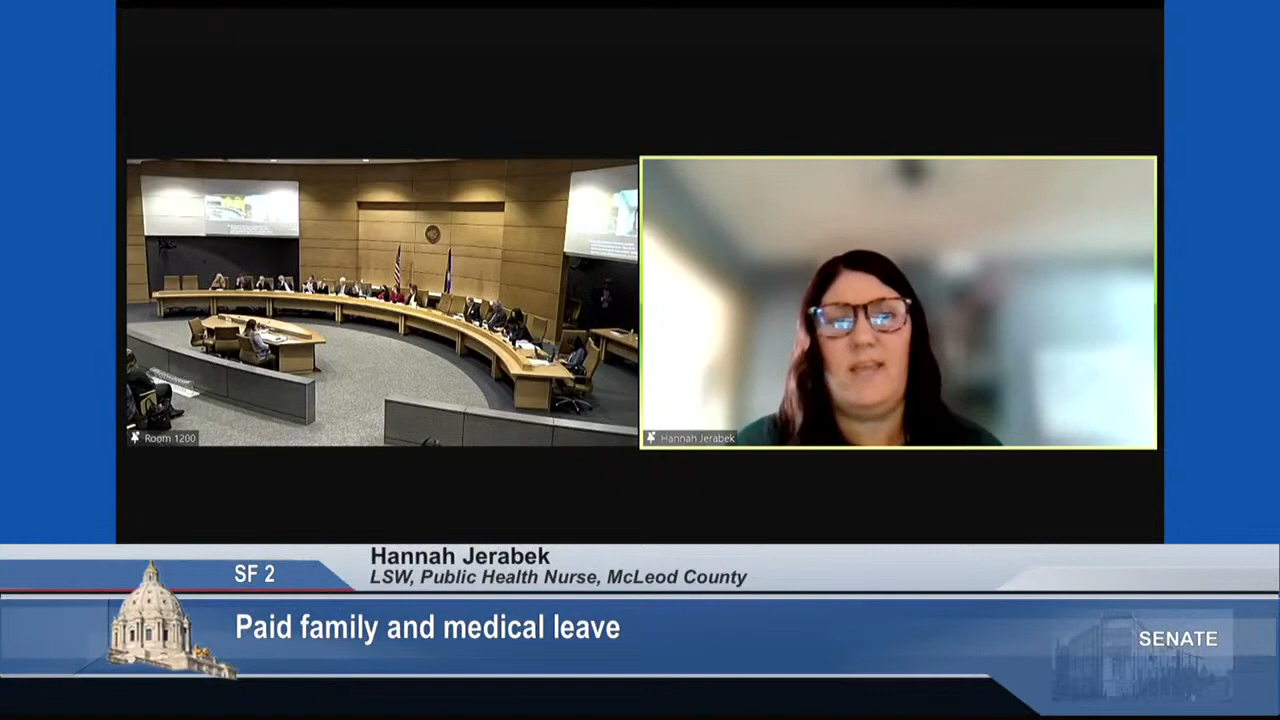 Room 1200
Hannah Jerabek
Hannah Jerabek
LSW, Public Health Nurse, McLeod County
SF 2
Paid family and medical leave
SENATE